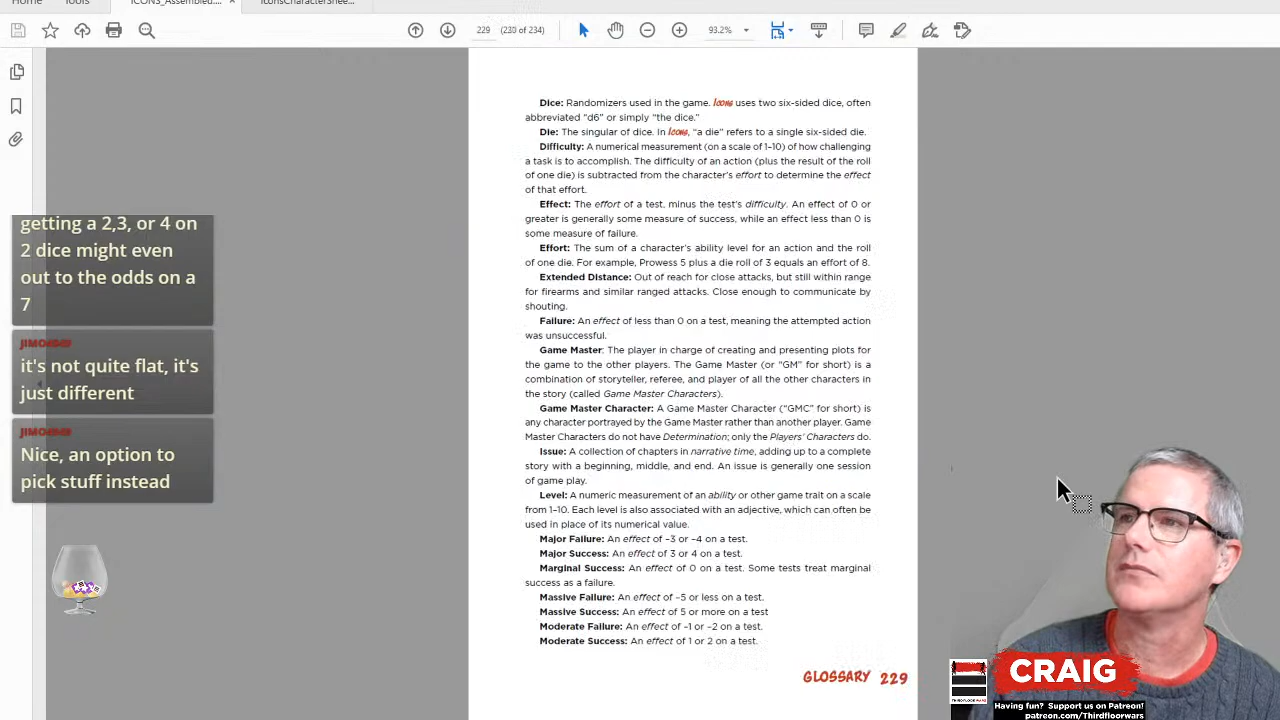 Home
Tools
ICONS_Assembled....
IconsCharacterShee...
229
(230 of 234)
93.2%
Dice: Randomizers used in the game. Icons uses two six-sided dice, often
abbreviated “d6” or simply “the dice.”
Die: The singular of dice. In Icons, “a die” refers to a single six-sided die.
Difficulty: A numerical measurement (on a scale of 1–10) of how challenging
a task is to accomplish. The difficulty of an action (plus the result of the roll
of one die) is subtracted from the character’s effort to determine the effect
of that effort.
Effect: The effort of a test, minus the test’s difficulty. An effect of 0 or
greater is generally some measure of success, while an effect less than 0 is
some measure of failure.
Effort: The sum of a character’s ability level for an action and the roll
of one die. For example, Prowess 5 plus a die roll of 3 equals an effort of 8.
Extended Distance: Out of reach for close attacks, but still within range
for firearms and similar ranged attacks. Close enough to communicate by
shouting.
Failure: An effect of less than 0 on a test, meaning the attempted action
was unsuccessful.
Game Master: The player in charge of creating and presenting plots for
the game to the other players. The Game Master (or “GM” for short) is a
combination of storyteller, referee, and player of all the other characters in
the story (called Game Master Characters).
Game Master Character: A Game Master Character (“GMC” for short) is
any character portrayed by the Game Master rather than another player. Game
Master Characters do not have Determination; only the Players’ Characters do.
Issue: A collection of chapters in narrative time, adding up to a complete
story with a beginning, middle, and end. An issue is generally one session
of game play.
Level: A numeric measurement of an ability or other game trait on a scale
from 1–10. Each level is also associated with an adjective, which can often be
used in place of its numerical value.
Major Failure: An effect of –3 or –4 on a test.
Major Success: An effect of 3 or 4 on a test.
Marginal Success: An effect of 0 on a test. Some tests treat marginal
success as a failure.
Massive Failure: An effect of –5 or less on a test.
Massive Success: An effect of 5 or more on a test
Moderate Failure: An effect of –1 or –2 on a test.
Moderate Success: An effect of 1 or 2 on a test.
GLOSSARY 229
getting a 2,3, or 4 on
2 dice might even
out to the odds on a
7
it's not quite flat, it's
just different
Nice, an option to
pick stuff instead
CRAIG
THIRDFLOORWARS
Having fun? Support us on Patreon!
patreon.com/Thirdfloorwars